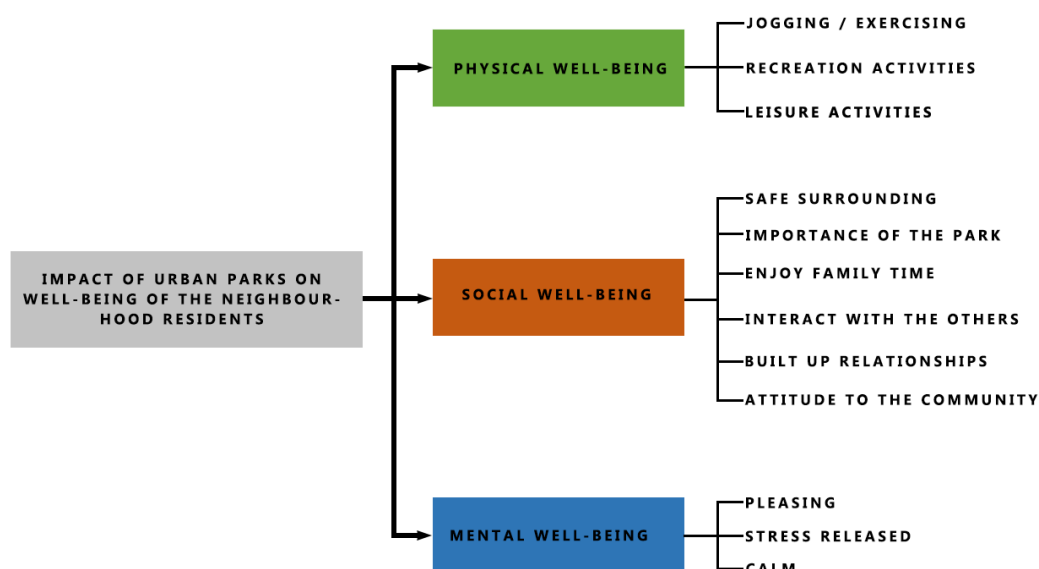 IMPACT OF URBAN PARKS ON
WELL-BEING OF THE NEIGHBOUR-
HOOD RESIDENTS
PHYSICAL WELL-BEING
JOGGING / EXERCISING
RECREATION ACTIVITIES
LEISURE ACTIVITIES
SOCIAL WELL-BEING
SAFE SURROUNDING
IMPORTANCE OF THE PARK
ENJOY FAMILY TIME
INTERACT WITH THE OTHERS
BUILT UP RELATIONSHIPS
ATTITUDE TO THE COMMUNITY
MENTAL WELL-BEING
PLEASING
STRESS RELEASED
CALM